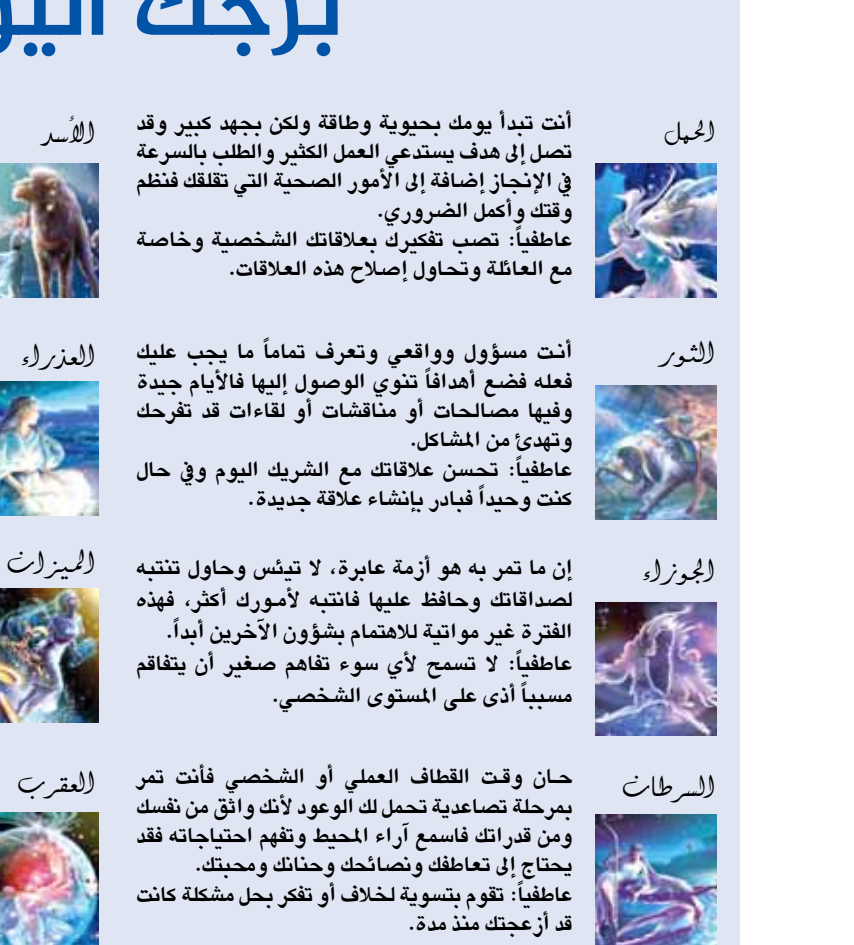 برجك
الحمل
أنت تبدأ يومك بحيوية وطاقة ولكن بجهد كبير وقد
تصل إلى هدف يستدعي العمل الكثير والطلب بالسرعة
في الإنجاز إضافة إلى الأمور الصحية التي تقلقك فنظم
وقتك وأكمل الضروري.
عاطفياً: تصب تفكيرك بعلاقاتك الشخصية وخاصة
مع العائلة وتحاول إصلاح هذه العلاقات.
الثور
أنت مسؤول وواقعي وتعرف تماماً ما يجب عليك
فعله فضع أهدافاً تنوي الوصول إليها فالأيام جيدة
وفيها مصالحات أو مناقشات أو لقاءات قد تفرحك
وتهدئ من المشاكل.
عاطفياً: تحسن علاقاتك مع الشريك اليوم وفي حال
كنت وحيداً فبادر بإنشاء علاقة جديدة.
الجوزاء
إن ما تمر به هو أزمة عابرة، لا تيئس وحاول تنتبه
لصداقاتك وحافظ عليها فانتبه لأمورك أكثر، فهذه
الفترة غير مواتية للاهتمام بشؤون الآخرين أبداً.
عاطفياً: لا تسمح لأي سوء تفاهم صغير أن يتفاقم
مسبباً أذى على المستوى الشخصي.
السرطان
حان وقت القطاف العملي أو الشخصي فأنت تمر
بمرحلة تصاعدية تحمل لك الوعود لأنك واثق من نفسك
ومن قدراتك فاسمع آراء المحيط وتفهم احتياجاته فقد
يحتاج إلى تعاطفك ونصائحك وحنانك ومحبتك.
عاطفياً: تقوم بتسوية لخلاف أو تفكر بحل مشكلة كانت
قد أزعجتك منذ مدة.
الأسد
العذراء
الميزان
العقرب